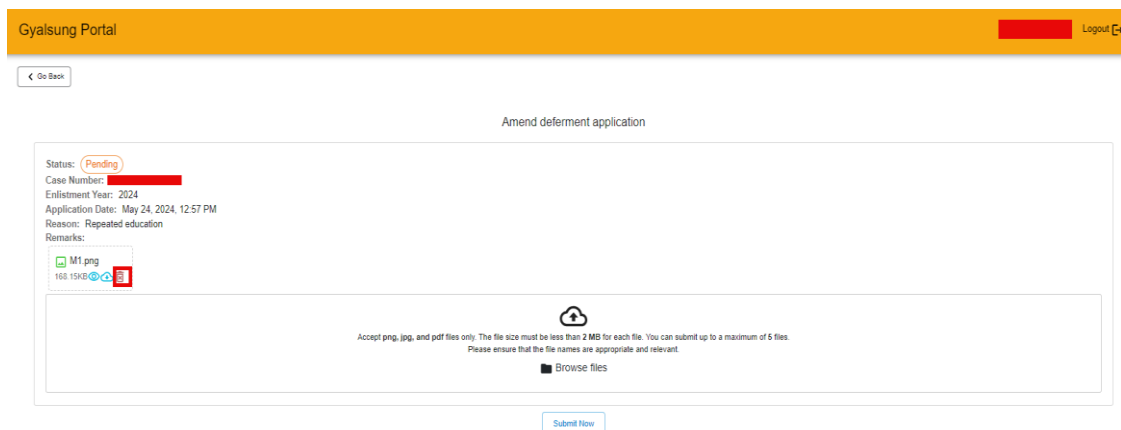 Gyalsung Portal
Logout
Go Back
Amend deferment application
Status: Pending
Case Number:
Enlistment Year: 2024
Application Date: May 24, 2024, 12:57 PM
Reason: Repeated education
Remarks:
M1.png
168.15KB
Accept png, jpg, and pdf files only. The file size must be less than 2 MB for each file. You can submit up to a maximum of 5 files.
Please ensure that the file names are appropriate and relevant.
Browse files
Submit Now